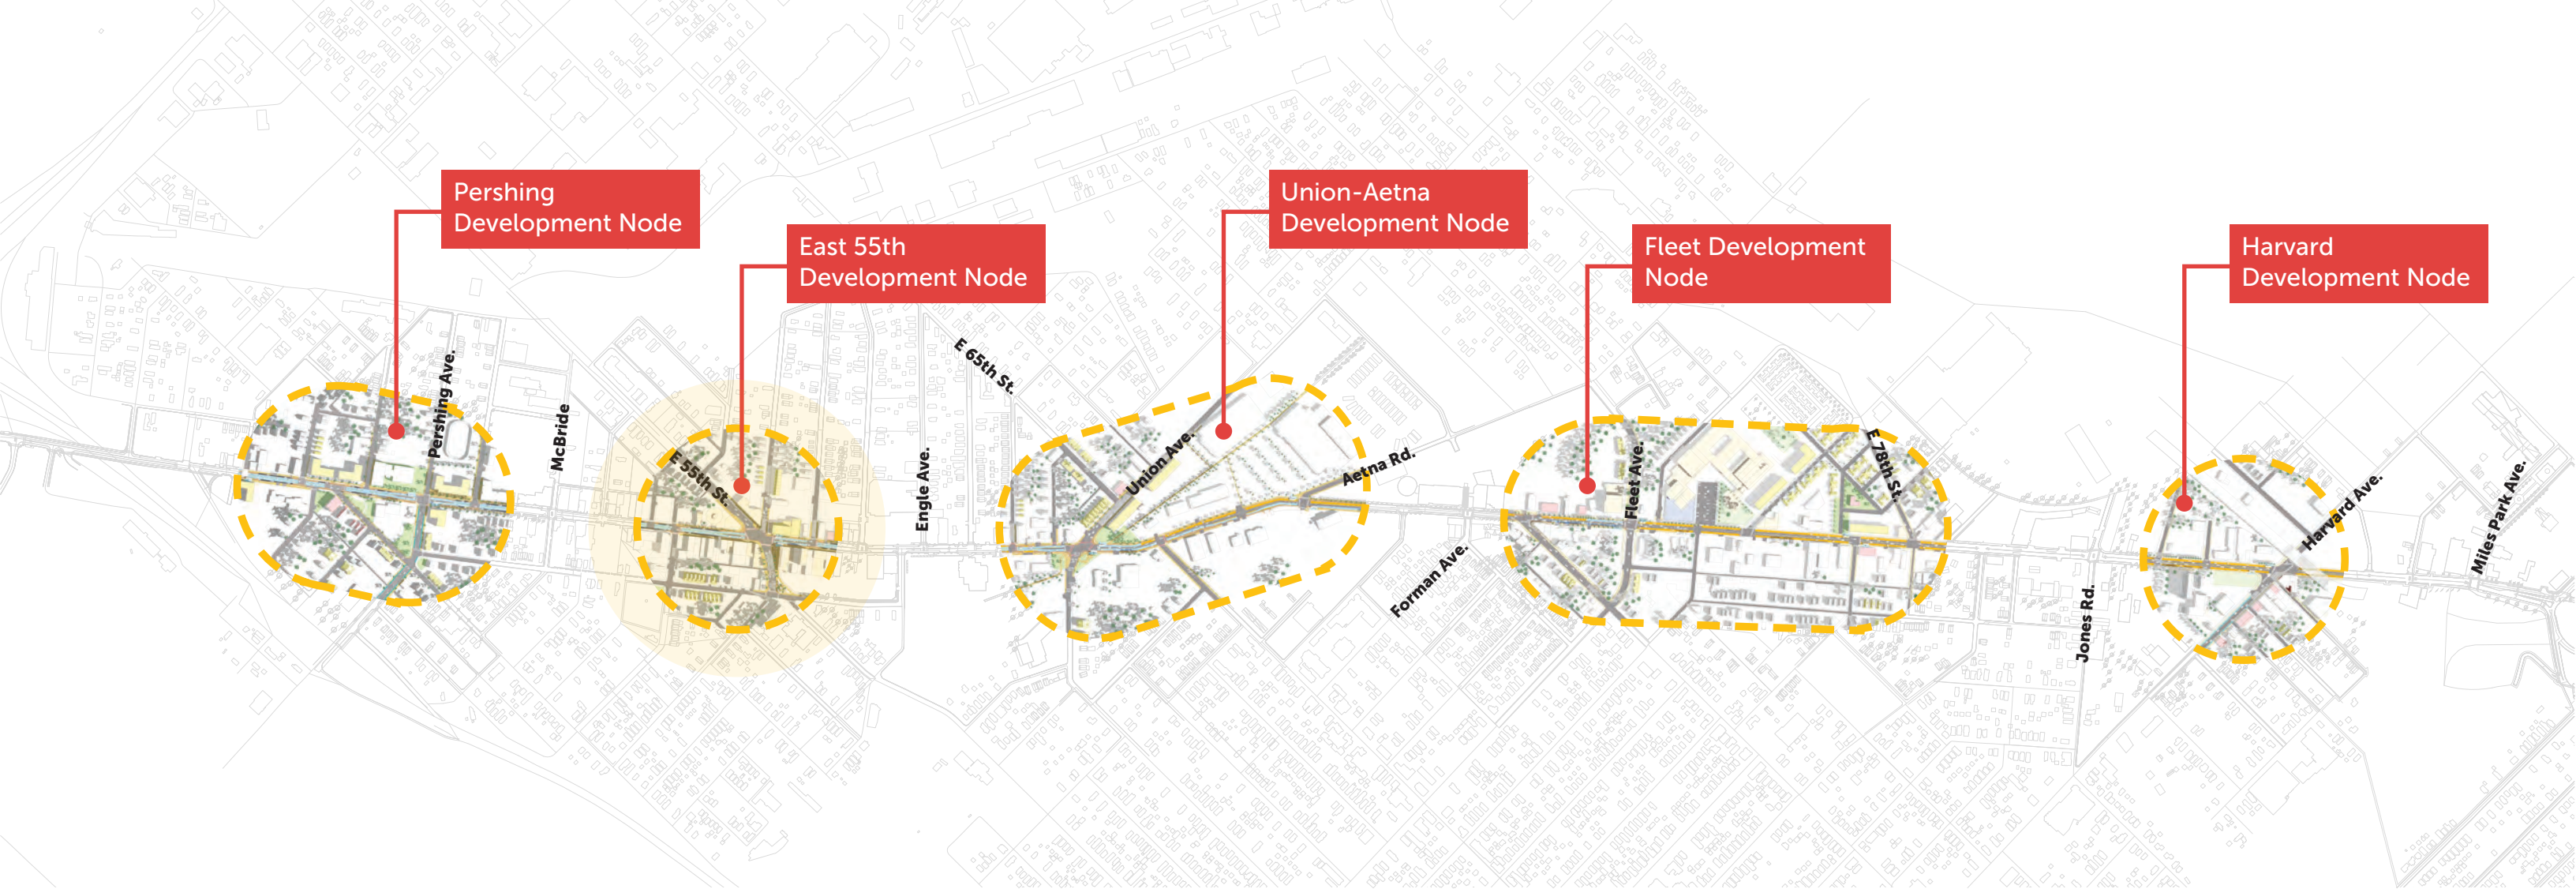 Pershing
Development Node
East 55th
Development Node
Union-Aetna
Development Node
Fleet Development
Node
Harvard
Development Node
Pershing Ave.
McBride
E 55th St.
Engle Ave.
E 65th St.
Union Ave.
Aetna Rd.
Forman Ave.
Fleet Ave.
E 78th St.
Jones Rd.
Harvard Ave.
Miles Park Ave.